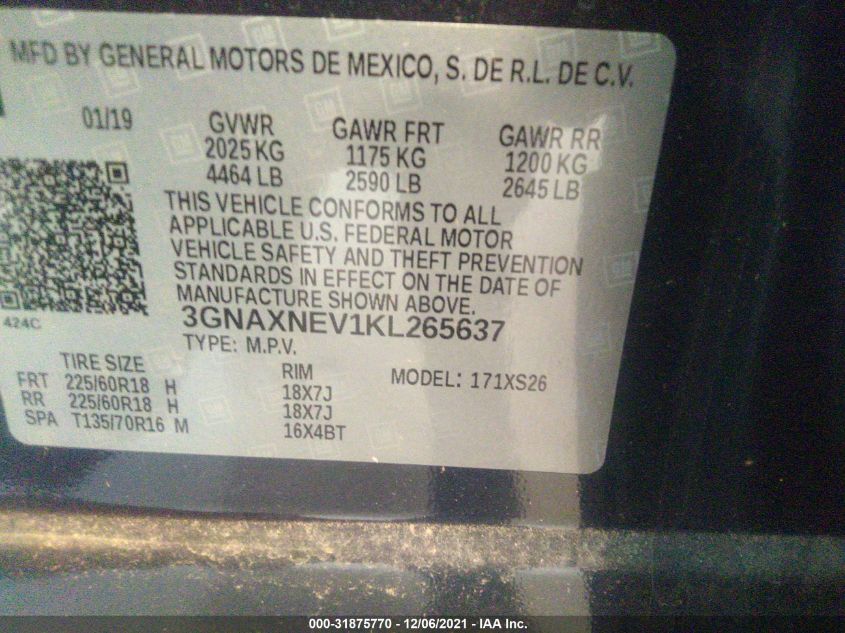 MFD BY GENERAL MOTORS DE MEXICO, S. DE R.L. DE C.V.
01/19 GVWR GAWR FRT GAWR RR
2025 KG 1175 KG 1200 KG
4464 LB 2590 LB 2645 LB
THIS VEHICLE CONFORMS TO ALL
APPLICABLE U.S. FEDERAL MOTOR
VEHICLE SAFETY AND THEFT PREVENTION
STANDARDS IN EFFECT ON THE DATE OF
MANUFACTURE SHOWN ABOVE.
424C
3GNAXNEV1KL265637
TYPE: M.P.V.
TIRE SIZE RIM MODEL: 171XS26
FRT 225/60R18 H 18X7J
RR 225/60R18 H 18X7J
SPA T135/70R16 M 16X4BT
000-31875770 - 12/06/2021 - IAA Inc.